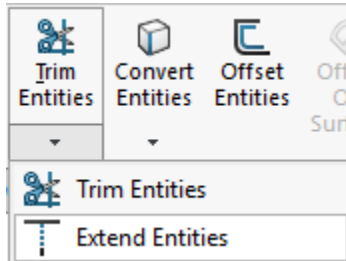 Trim
Entities
Convert
Entities
Offset
Entities
Trim Entities
Extend Entities